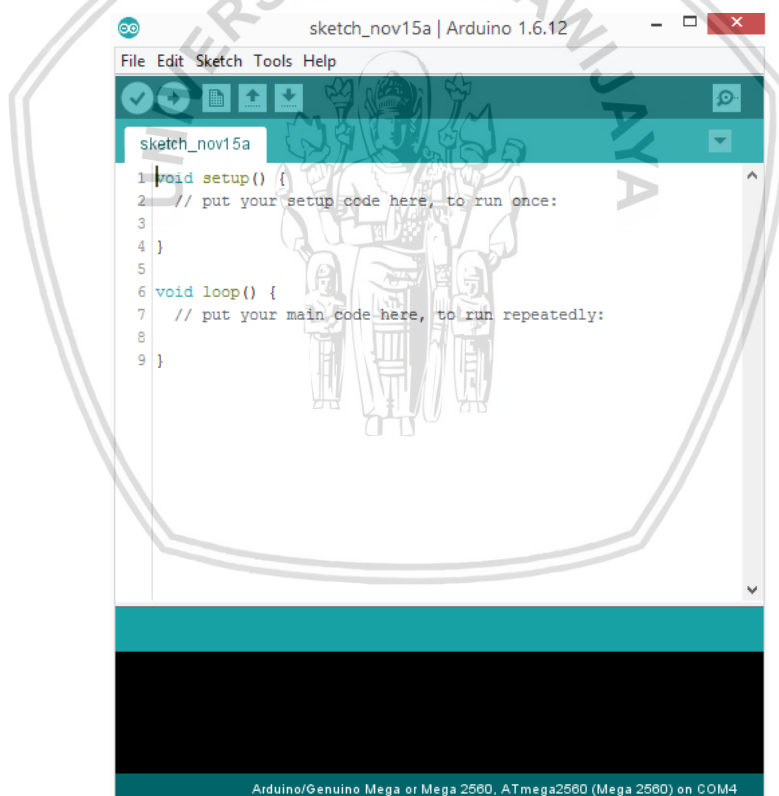 sketch_nov15a | Arduino 1.6.12
File Edit Sketch Tools Help
sketch_nov15a
1 void setup() {
2   // put your setup code here, to run once:
3
4 }
5
6 void loop() {
7   // put your main code here, to run repeatedly:
8
9 }
Arduino/Genuino Mega or Mega 2560, ATmega2560 (Mega 2560) on COM4